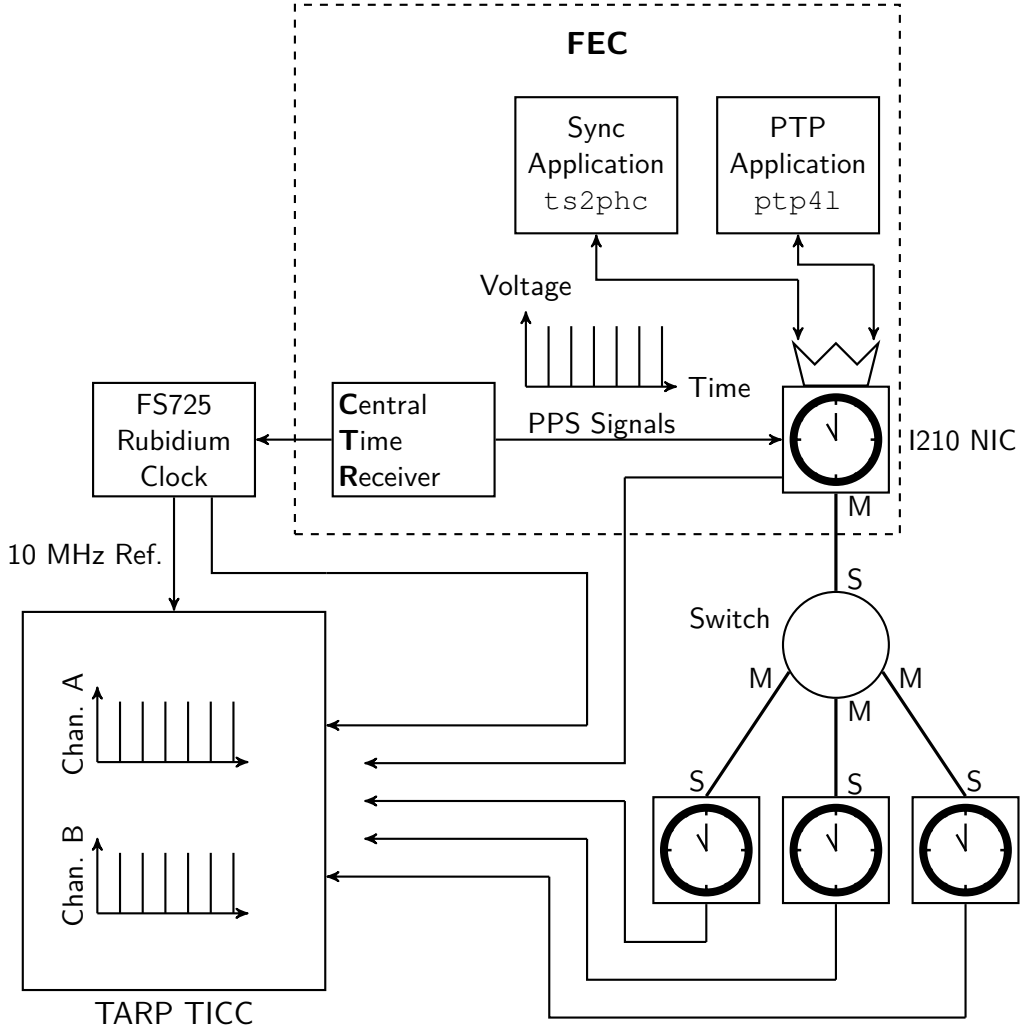 FEC
Sync
Application
ts2phc
PTP
Application
ptp4l
Voltage
Time
FS725
Rubidium
Clock
Central
Time
Receiver
PPS Signals
I210 NIC
M
10 MHz Ref.
S
Switch
M
M
M
Chan. A
S
S
S
Chan. B
TARP TICC